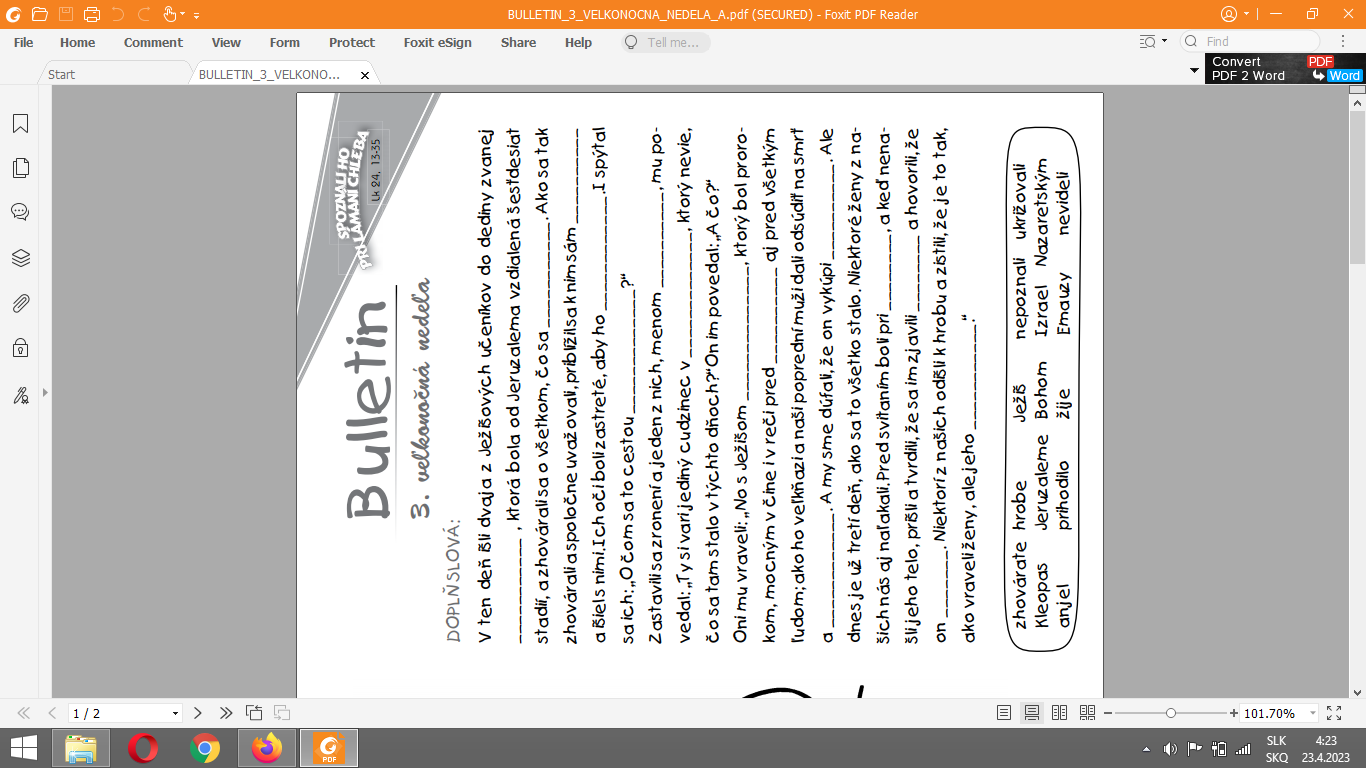 BULLETIN_3_VELKONOCNA_NEDELA_A.pdf (SECURED) - Foxit PDF Reader
File Home Comment View Form Protect Foxit eSign Share Help Tell me... Find
Start BULLETIN_3_VELKONO...
Convert PDF
PDF 2 Word Word
SPOZNALI HO
PRI LÁMANÍ CHLEBA
Lk 24, 13-35
Bulletin
3. veľkonočná nedeľa
DOPLŇ SLOVÁ:
V ten deň išli dvaja z Ježišových učeníkov do dediny zvanej
__________, ktorá bola od Jeruzalema vzdialená šesťdesiat
stadií, a zhovárali sa o všetkom, čo sa __________. Ako sa tak
zhovárali a spoločne uvažovali, priblížil sa k nim sám __________
a išiel s nimi. Ich oči boli zastreté, aby ho __________. I spýtal
sa ich: „O čom sa to cestou __________?“
Zastavili sa zronení a jeden z nich, menom __________, mu po-
vedal: „Ty si vari jediný cudzinec v __________, ktorý nevie,
čo sa tam stalo v týchto dňoch?“ On im povedal: „A čo?“
Oni mu vraveli: „No s Ježišom __________, ktorý bol proro-
kom, mocným v čine i v reči pred __________ aj pred všetkým
ľudom; ako ho veľkňazi a naši poprední muži dali odsúdiť na smrť
a __________. A my sme dúfali, že on vykúpi __________. Ale
dnes je už tretí deň, ako sa to všetko stalo. Niektoré ženy z na-
šich nás aj naľakali. Pred svitaním boli pri ________, a keď nena-
šli jeho telo, prišli a tvrdili, že sa im zjavili ________ a hovorili, že
on ______. Niektorí z našich odišli k hrobu a zistili, že je to tak,
ako vraveli ženy, ale jeho __________.“
zhovárate hrobe Ježiš nepoznali ukrižovali
Kleopas Jeruzaleme Bohom Izrael Nazaretským
anjel prihodilo žije Emauzy nevideli
1 / 2 101.70%
PDF
SLK 4:23
SKQ 23.4.2023